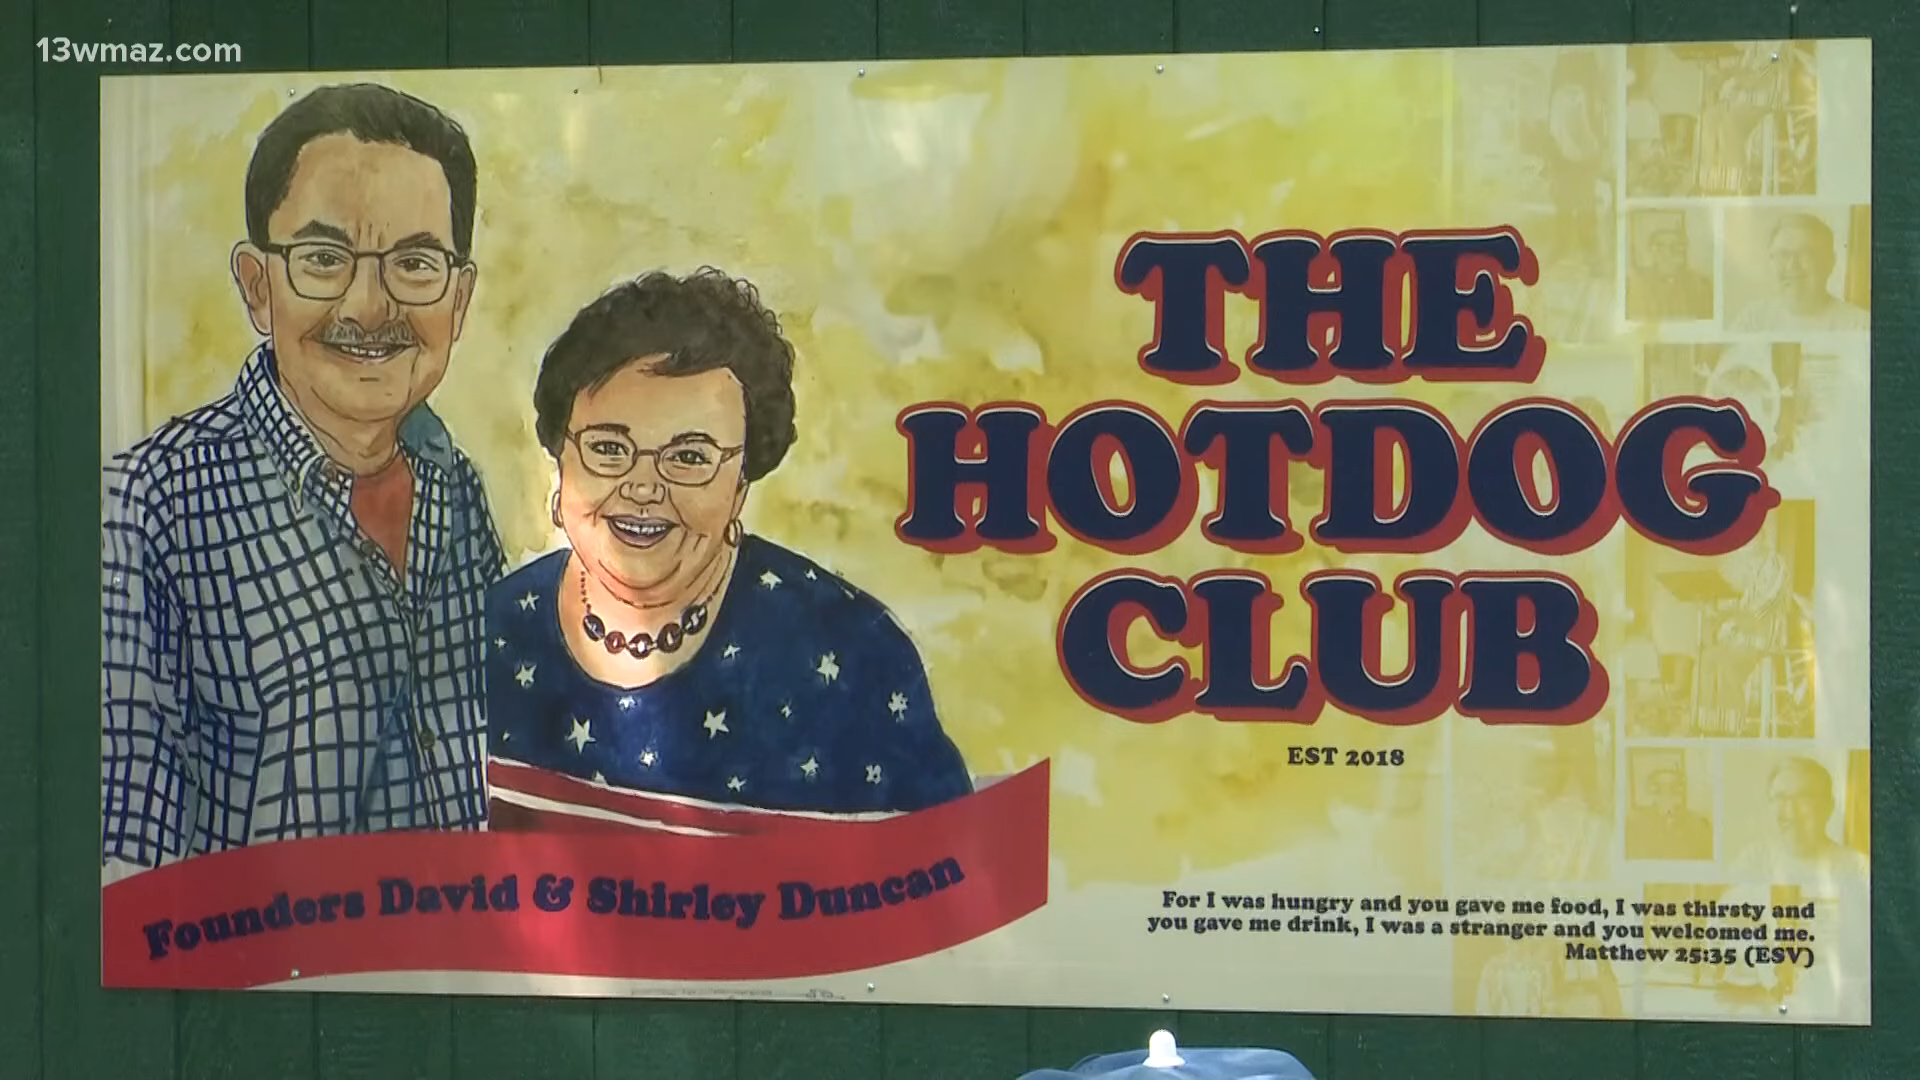 13wmaz.com
THE
HOTDOG
CLUB
EST 2018
Founders David & Shirley Duncan
For I was hungry and you gave me food, I was thirsty and
you gave me drink, I was a stranger and you welcomed me.
Matthew 25:35 (ESV)